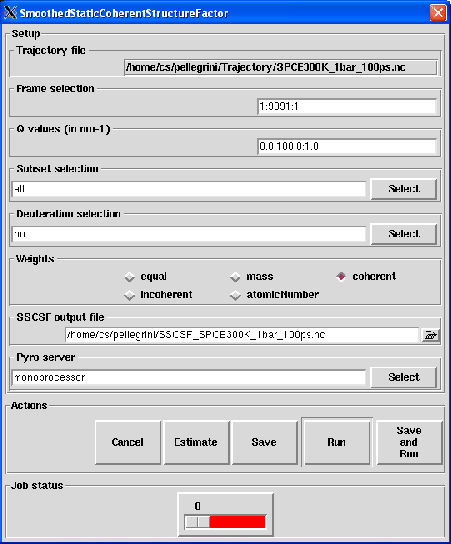 SmoothedStaticCoherentStructureFactor
Setup
Trajectory file
/home/cs/pellegrini/Trajectory/SPCE300K_1bar_100ps.nc
Frame selection
1:9091:1
Q values (in nm-1)
0.0:100.0:1.0
Subset selection
all
Select
Deuteration selection
no
Select
Weights
equal
mass
coherent
incoherent
atomicNumber
SSCSF output file
/home/cs/pellegrini/SSCSF_SPCE300K_1bar_100ps.nc
Pyro server
monoprocessor
Select
Actions
Cancel
Estimate
Save
Run
Save
and
Run
Job status
0